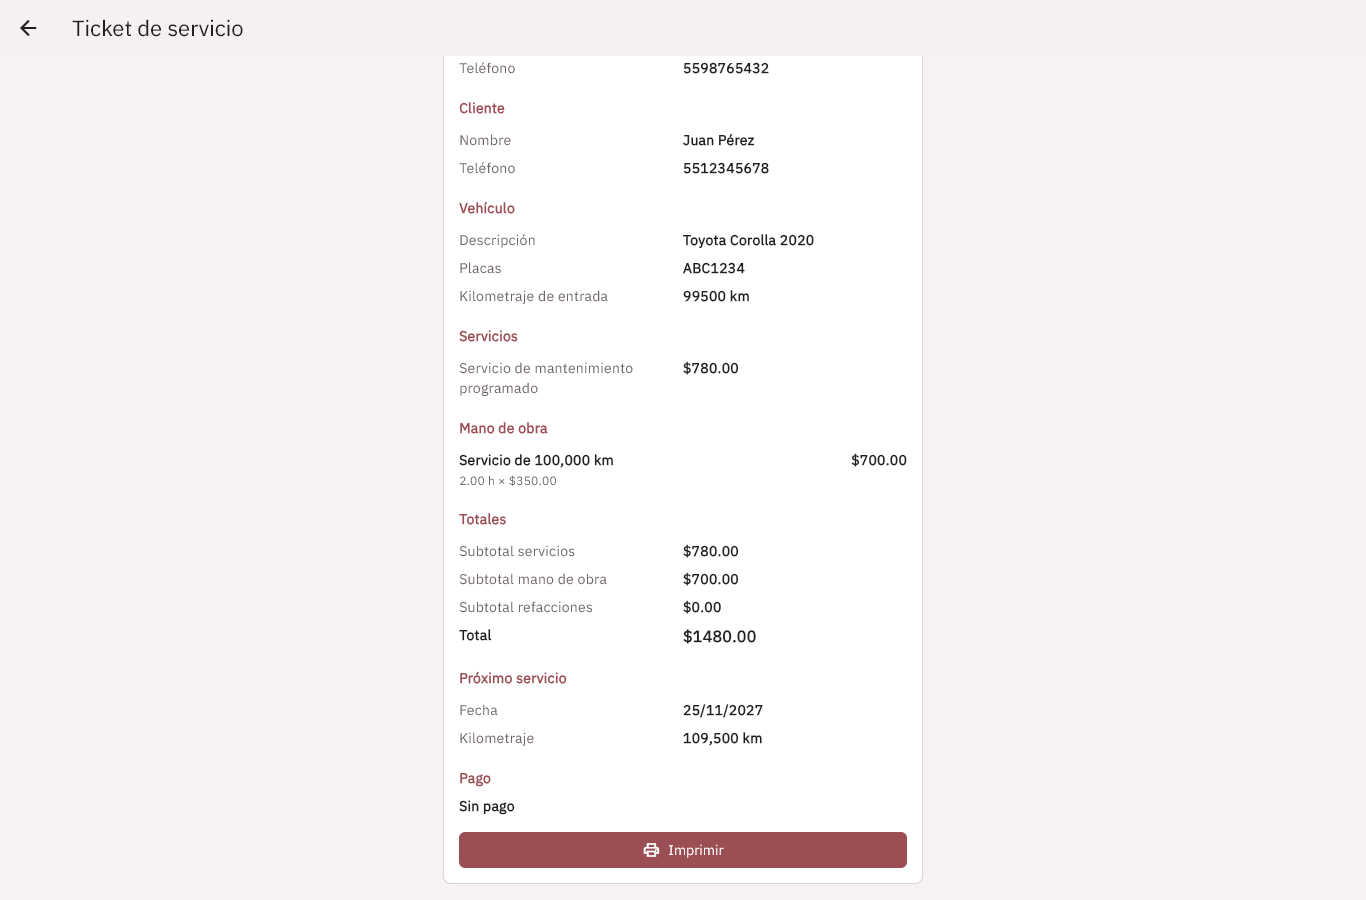 Ticket de servicio
Teléfono 5598765432
Cliente
Nombre Juan Pérez
Teléfono 5512345678
Vehículo
Descripción Toyota Corolla 2020
Placas ABC1234
Kilometraje de entrada 99500 km
Servicios
Servicio de mantenimiento $780.00
programado
Mano de obra
Servicio de 100,000 km $700.00
2.00 h × $350.00
Totales
Subtotal servicios $780.00
Subtotal mano de obra $700.00
Subtotal refacciones $0.00
Total $1480.00
Próximo servicio
Fecha 25/11/2027
Kilometraje 109,500 km
Pago
Sin pago
Imprimir